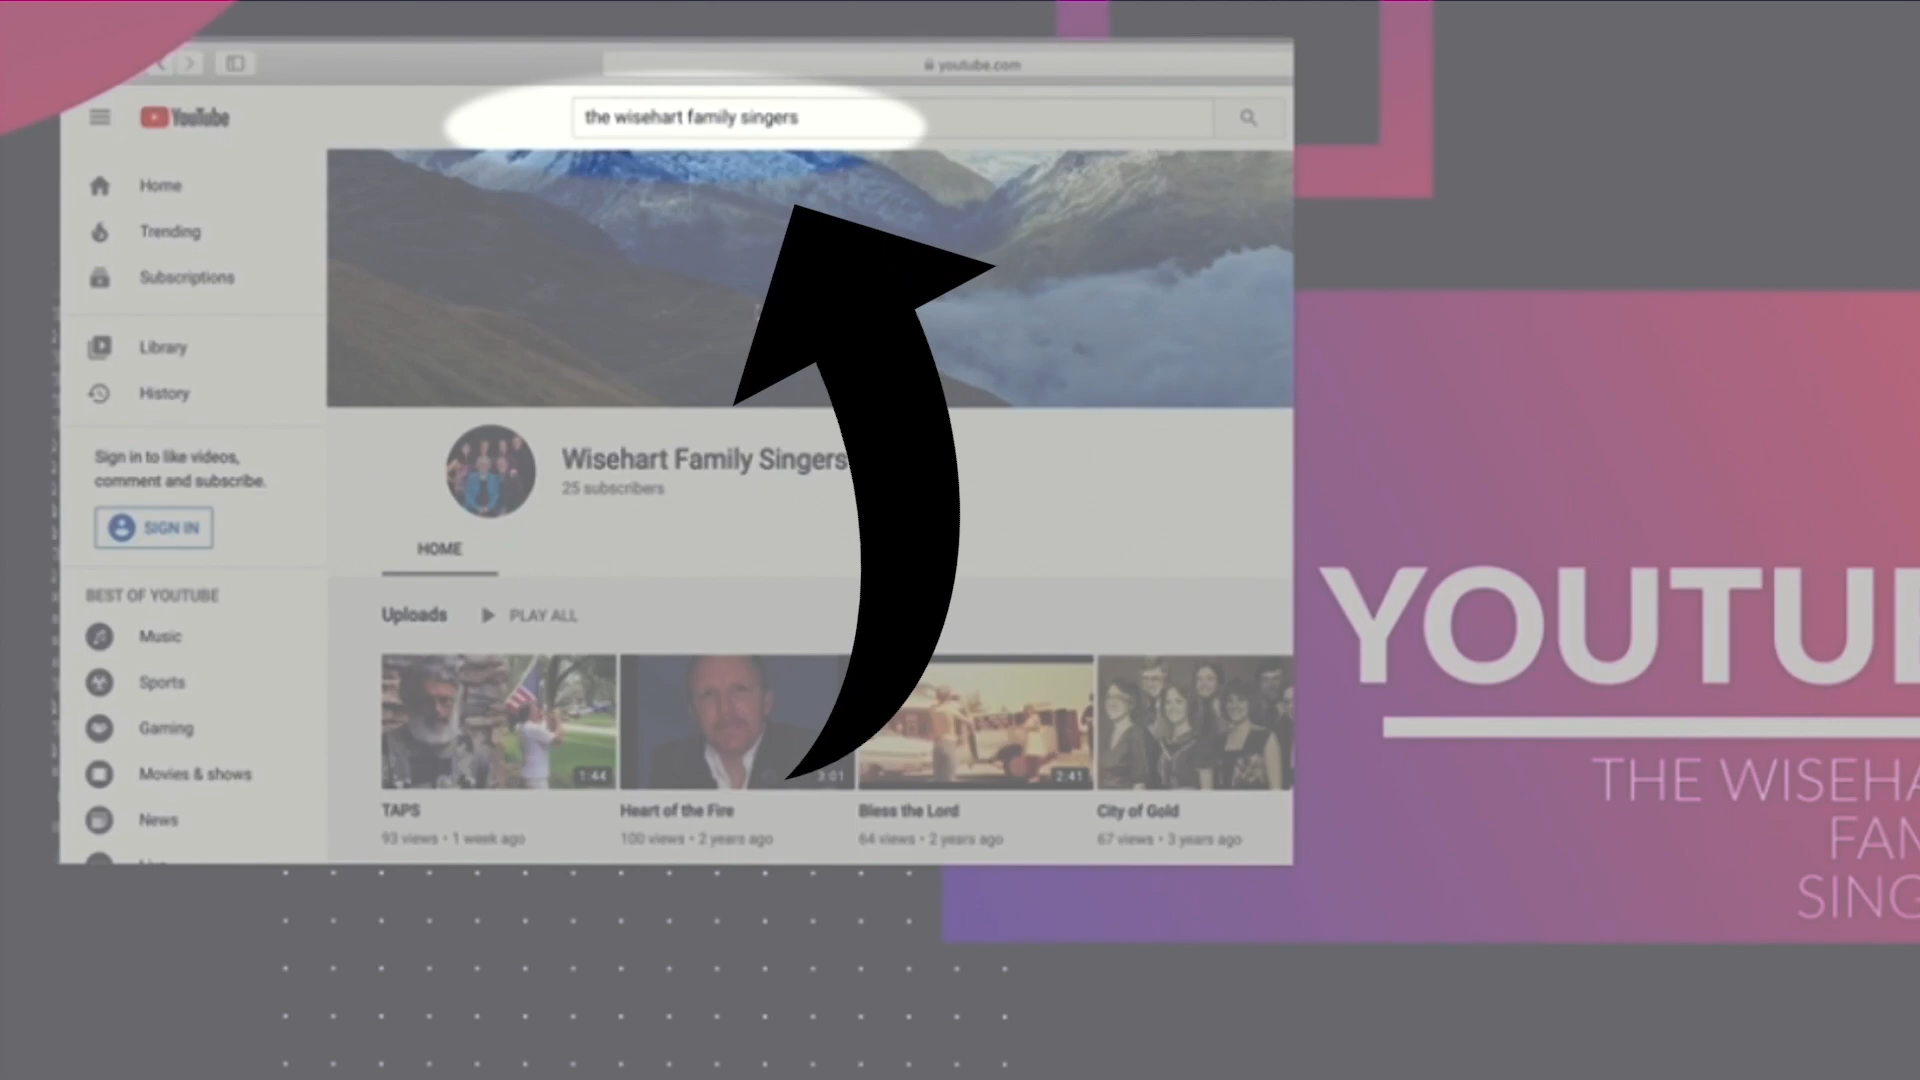 youtube.com
YouTube
the wisehart family singers
Home
Trending
Subscriptions
Library
History
Sign in to like videos,
comment and subscribe.
SIGN IN
BEST OF YOUTUBE
Music
Sports
Gaming
Movies & shows
News
Wisehart Family Singers
25 subscribers
HOME
Uploads PLAY ALL
1:44 3:01 2:41
TAPS Heart of the Fire Bless the Lord City of Gold
93 views • 1 week ago 100 views • 2 years ago 64 views • 2 years ago 67 views • 3 years ago
YOUTU
THE WISEHA
FAM
SING